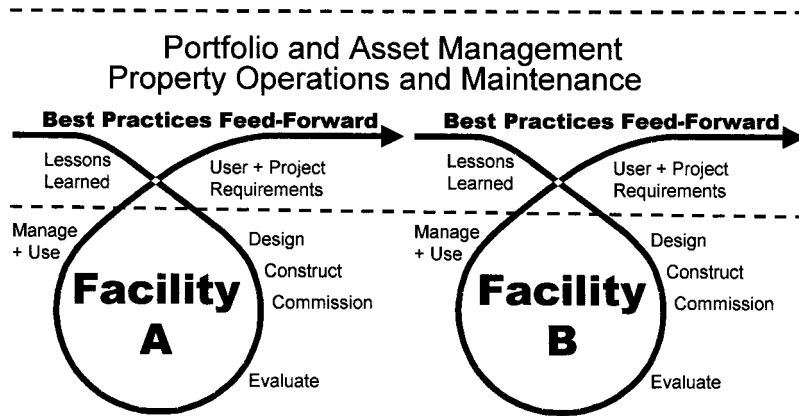 Portfolio and Asset Management
Property Operations and Maintenance
Best Practices Feed-Forward
Lessons
Learned
User + Project
Requirements
Manage
+ Use
Design
Construct
Commission
Evaluate
Facility
A
Best Practices Feed-Forward
Lessons
Learned
User + Project
Requirements
Manage
+ Use
Design
Construct
Commission
Evaluate
Facility
B